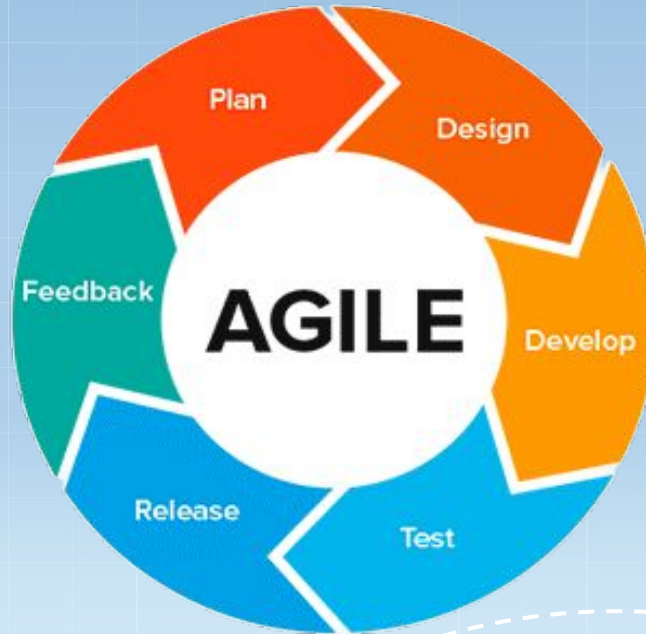 Plan
Design
Feedback
AGILE
Develop
Release
Test